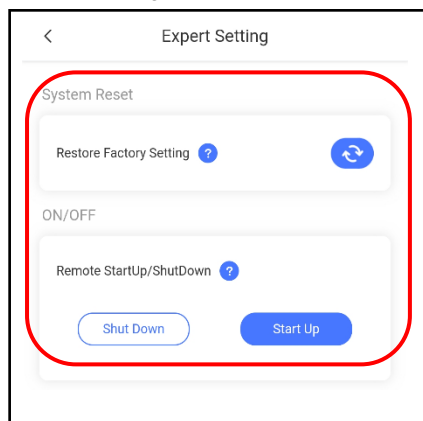 Expert Setting
System Reset
Restore Factory Setting ?
ON/OFF
Remote StartUp/ShutDown ?
Shut Down Start Up